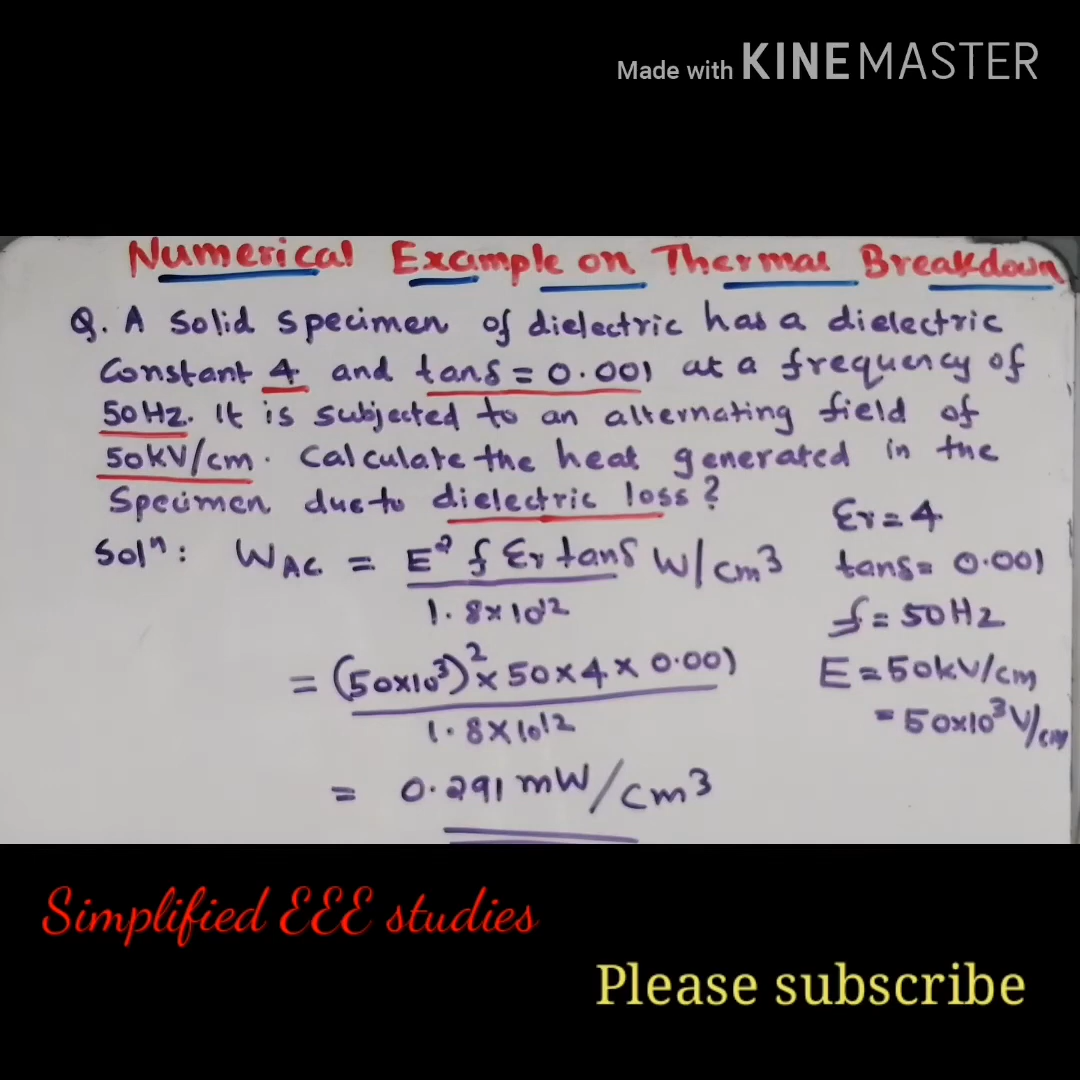 Made with KINEMASTER
Numerical Example on Thermal Breakdown
Q. A solid specimen of dielectric has a dielectric
Constant 4 and tanδ = 0.001 at a frequency of
50Hz. It is subjected to an alternating field of
50kV/cm. Calculate the heat generated in the
Specimen due to dielectric loss?
εr = 4
Solⁿ: W_AC = E² f εr tanδ W/cm³
tanδ = 0.001
1.8×10¹²
f = 50Hz
= (50×10³)² × 50×4× 0.001
E = 50kV/cm
1.8×10¹²
= 50×10³ V/cm
= 0.291 mW/cm³
Simplified EEE studies
Please subscribe